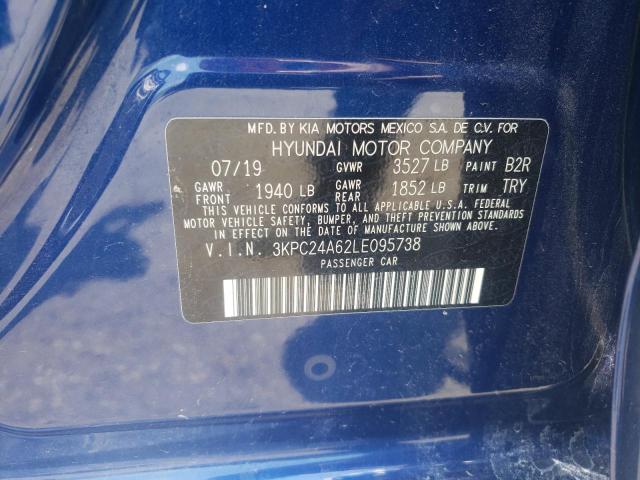 MFD. BY KIA MOTORS MEXICO S.A. DE C.V. FOR
HYUNDAI MOTOR COMPANY
07/19 GVWR 3527 LB PAINT B2R
GAWR FRONT 1940 LB GAWR REAR 1852 LB TRIM TRY
THIS VEHICLE CONFORMS TO ALL APPLICABLE U.S.A. FEDERAL
MOTOR VEHICLE SAFETY, BUMPER, AND THEFT PREVENTION
STANDARDS IN EFFECT ON THE DATE OF MANUFACTURE SHOWN ABOVE.
V.I.N. 3KPC24A62LE095738
PASSENGER CAR